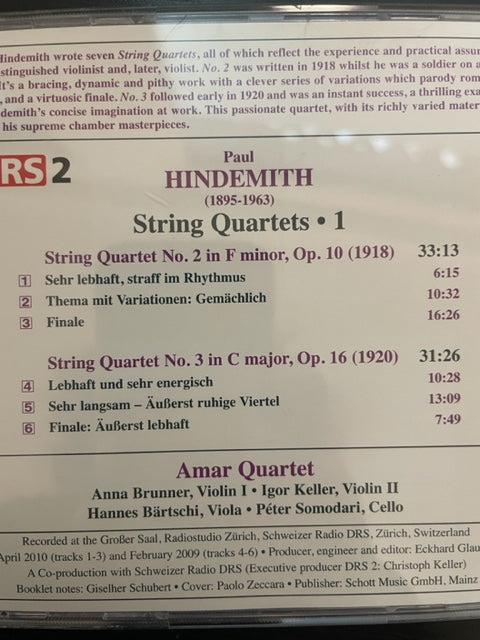 Hindemith wrote seven String Quartets, all of which reflect the experience and practical
distinguished violinist and, later, violist. No. 2 was written in 1918 whilst he was a soldier on
It's a bracing, dynamic and pithy work with a clever series of variations which parody
, and a virtuosic finale. No. 3 followed early in 1920 and was an instant success, a thrilling
concise imagination at work. This passionate quartet, with its richly varied
his supreme chamber masterpieces.
RS 2
Paul
HINDEMITH
(1895-1963)
String Quartets • 1
String Quartet No. 2 in F minor, Op. 10 (1918) 33:13
1 Sehr lebhaft, straff im Rhythmus 6:15
2 Thema mit Variationen: Gemächlich 10:32
3 Finale 16:26
String Quartet No. 3 in C major, Op. 16 (1920) 31:26
4 Lebhaft und sehr energisch 10:28
5 Sehr langsam – Äußerst ruhige Viertel 13:09
6 Finale: Äußerst lebhaft 7:49
Amar Quartet
Anna Brunner, Violin I • Igor Keller, Violin II
Hannes Bärtschi, Viola • Péter Somodari, Cello
Recorded at the Großer Saal, Radiostudio Zürich, Schweizer Radio DRS, Zürich, Switzerland
April 2010 (tracks 1-3) and February 2009 (tracks 4-6) • Producer, engineer and editor: Eckhard
A Co-production with Schweizer Radio DRS (Executive producer DRS 2: Christoph Keller)
Booklet notes: Giselher Schubert • Cover: Paolo Zeccara • Publisher: Schott Music GmbH, Mainz